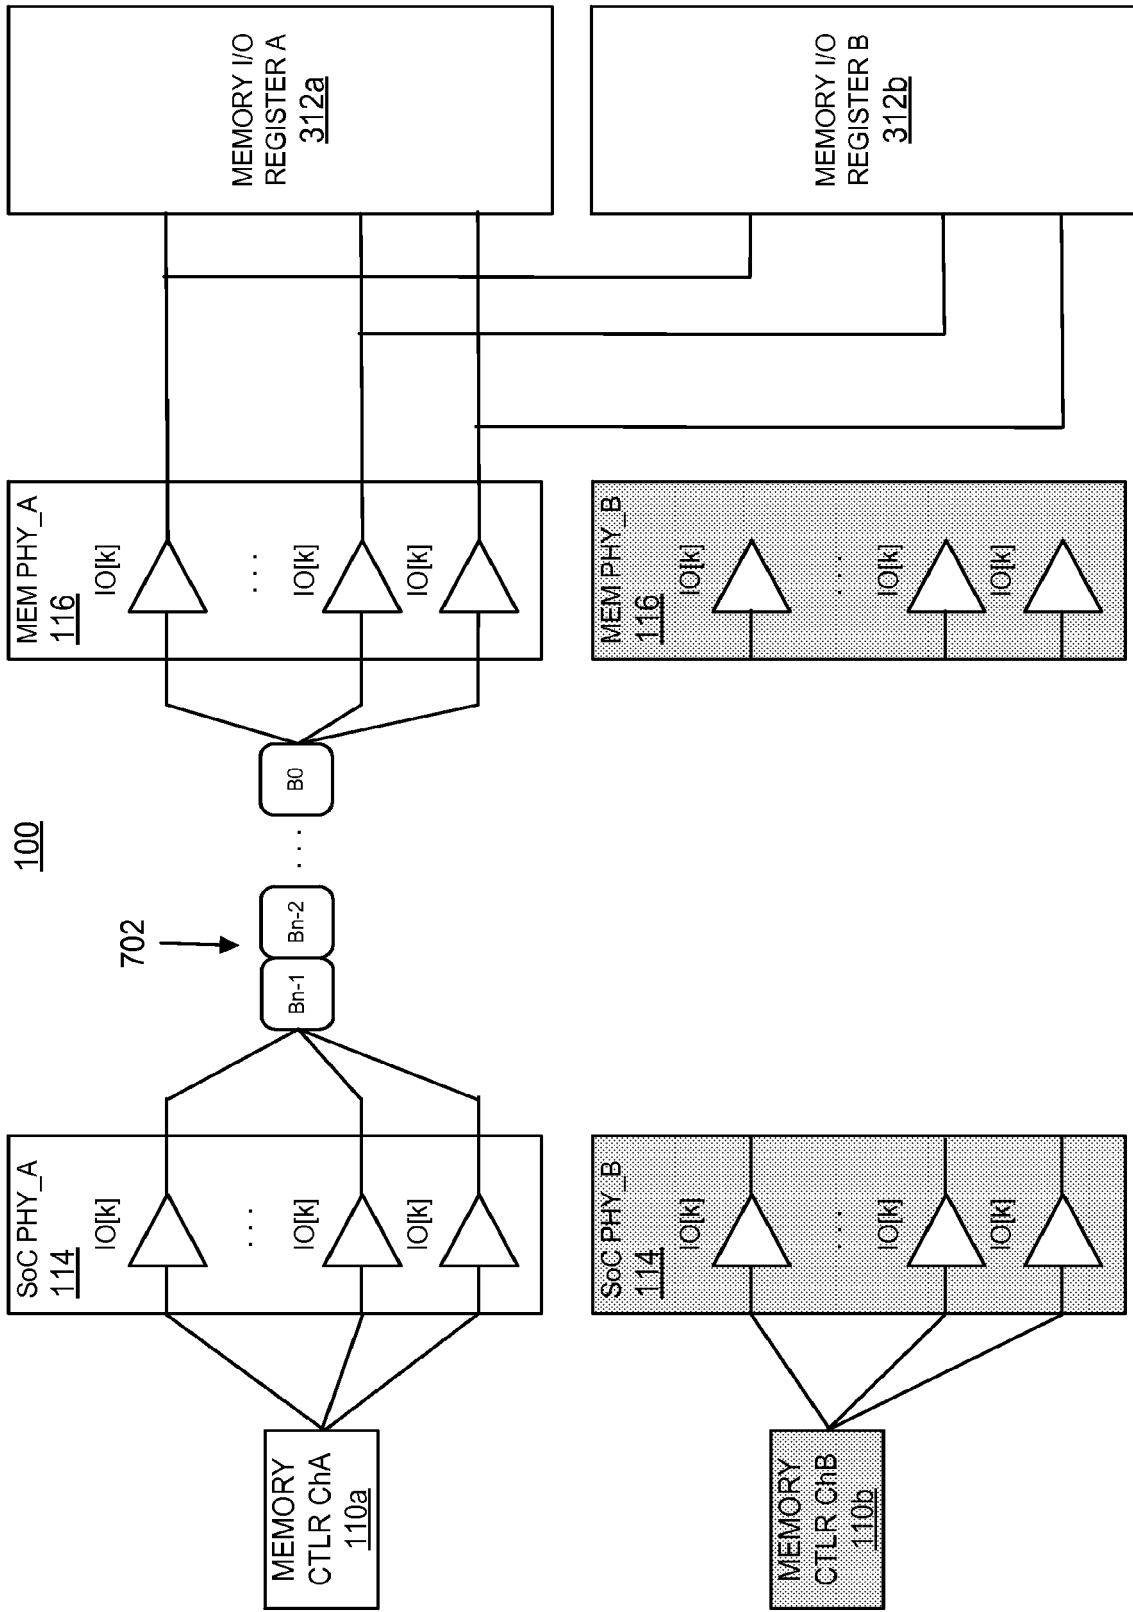 100
MEMORY
CTLR ChA
110a
SoC PHY_A
114
IO[k]
. . .
IO[k]
IO[k]
702
Bn-1
Bn-2
. . .
B0
MEM PHY_A
116
IO[k]
. . .
IO[k]
IO[k]
MEMORY I/O
REGISTER A
312a
MEMORY
CTLR ChB
110b
SoC PHY_B
114
IO[k]
. . .
IO[k]
IO[k]
MEM PHY_B
116
IO[k]
. . .
IO[k]
IO[k]
MEMORY I/O
REGISTER B
312b